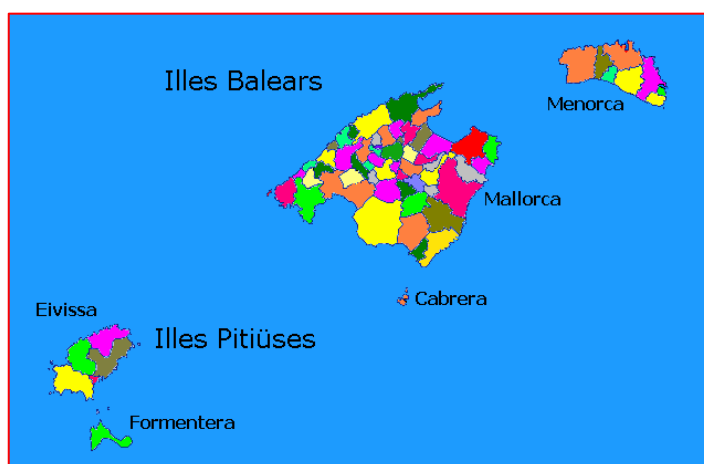 Illes Balears
Menorca
Mallorca
Cabrera
Eivissa
Illes Pitiüses
Formentera